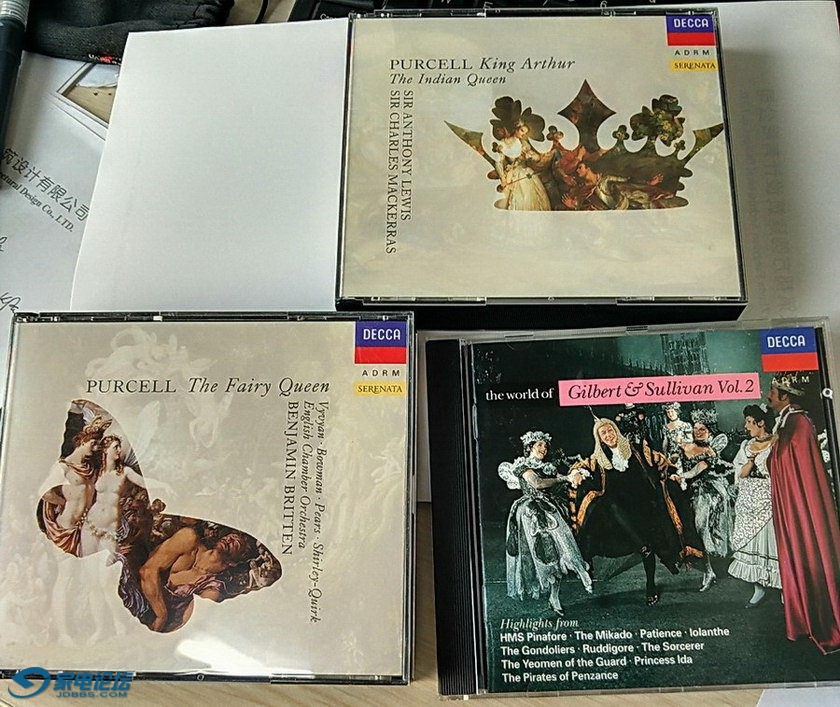 DECCA
ADRM
SERENATA
PURCELL King Arthur
The Indian Queen
SIR ANTHONY LEWIS
SIR CHARLES MACKERRAS
筑设计有限公司
Design Co., LTD.
DECCA
ADRM
SERENATA
PURCELL The Fairy Queen
Vyvyan · Bowman · Pears · Shirley-Quirk
English Chamber Orchestra
BENJAMIN BRITTEN
DECCA
ADRM
the world of Gilbert & Sullivan Vol. 2
Highlights from
HMS Pinafore · The Mikado · Patience · Iolanthe
The Gondoliers · Ruddigore · The Sorcerer
The Yeomen of the Guard · Princess Ida
The Pirates of Penzance
家电论坛
JDBBS.COM